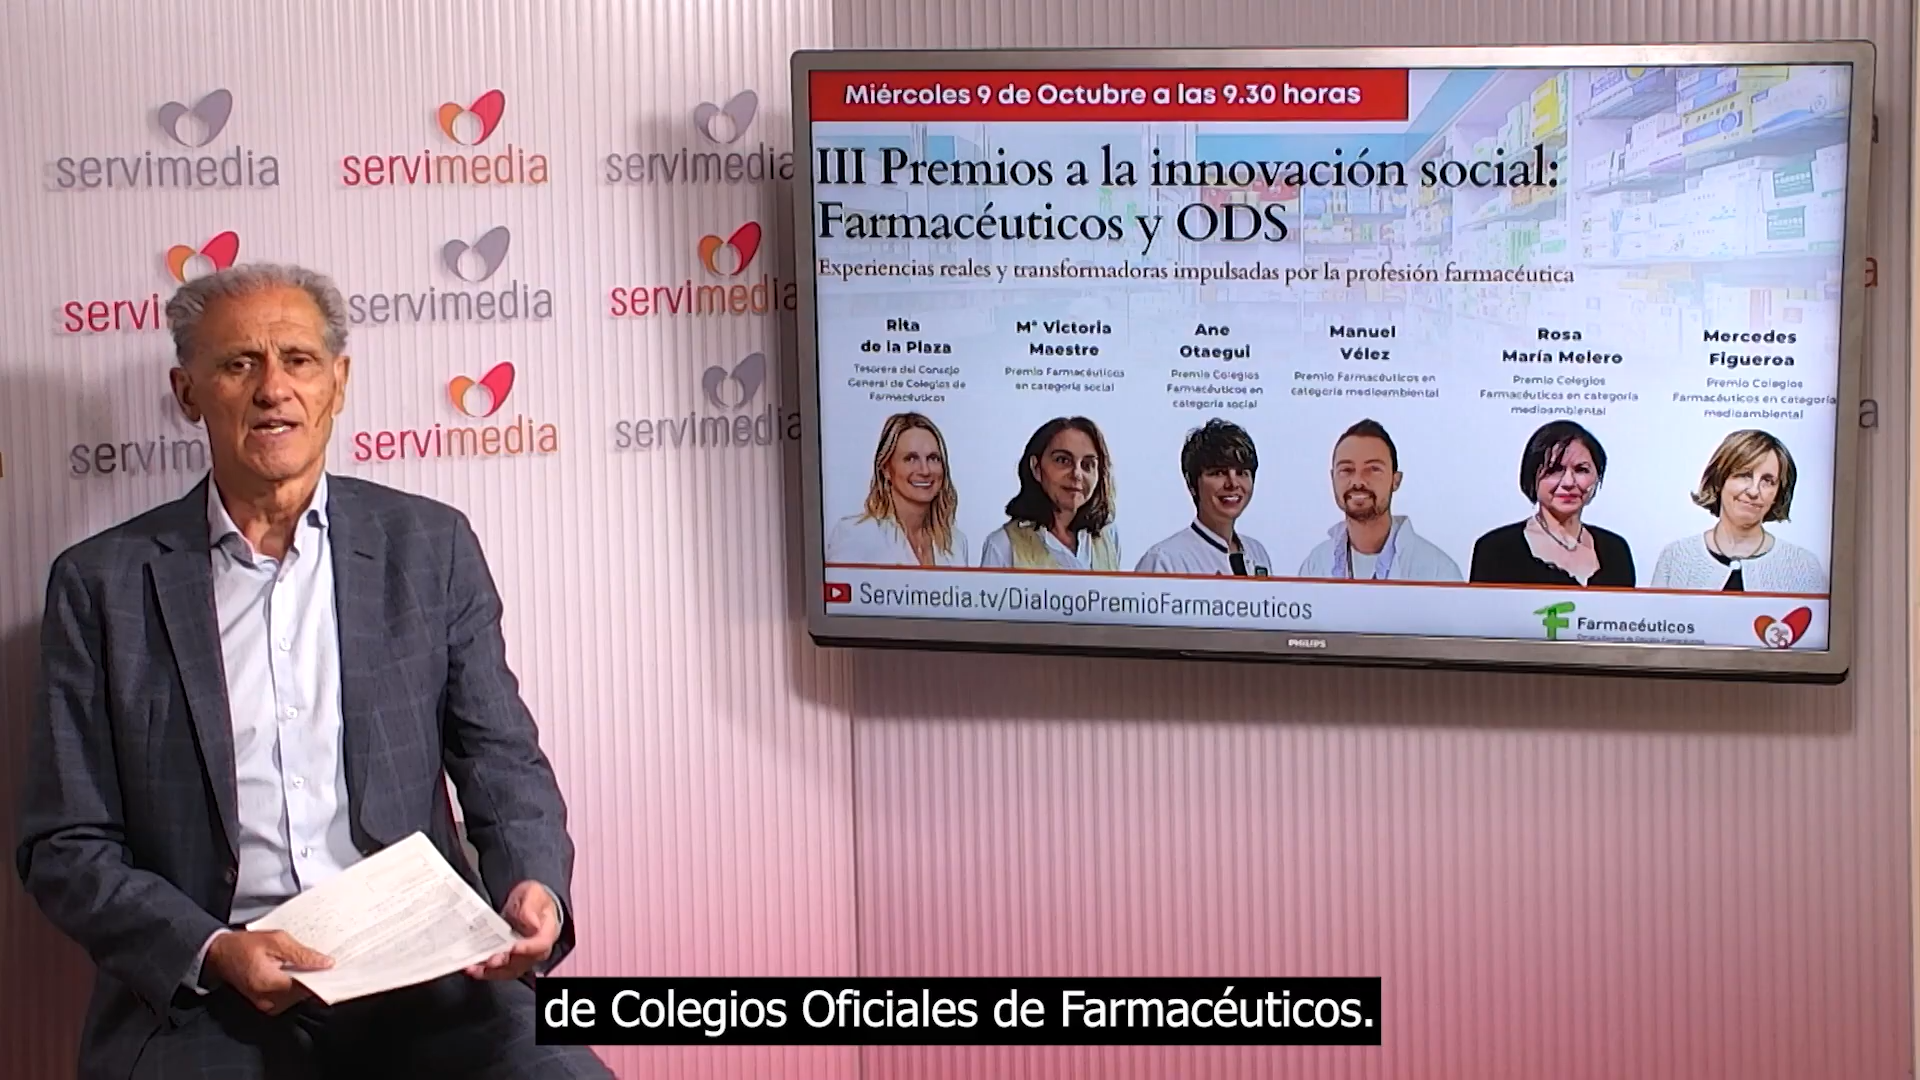 servimedia
servimedia
servimedia
servi
servimedia
servimedia
servim
servimedia
servimedia
Miércoles 9 de Octubre a las 9.30 horas
III Premios a la innovación social:
Farmacéuticos y ODS
Experiencias reales y transformadoras impulsadas por la profesión farmacéutica
Rita
de la Plaza
Tesorera del Consejo
General de Colegios de
Farmacéuticos
Mª Victoria
Maestre
Premio Farmacéuticos
en categoría social
Ane
Otaegui
Premio Colegios
Farmacéuticos en
categoría social
Manuel
Vélez
Premio Farmacéuticos en
categoría medioambiental
Rosa
María Melero
Premio Colegios
Farmacéuticos en categoría
medioambiental
Mercedes
Figueroa
Premio Colegios
Farmacéuticos en categoría
medioambiental
Servimedia.tv/DialogoPremioFarmaceuticos
Farmacéuticos
35
PHILIPS
de Colegios Oficiales de Farmacéuticos.